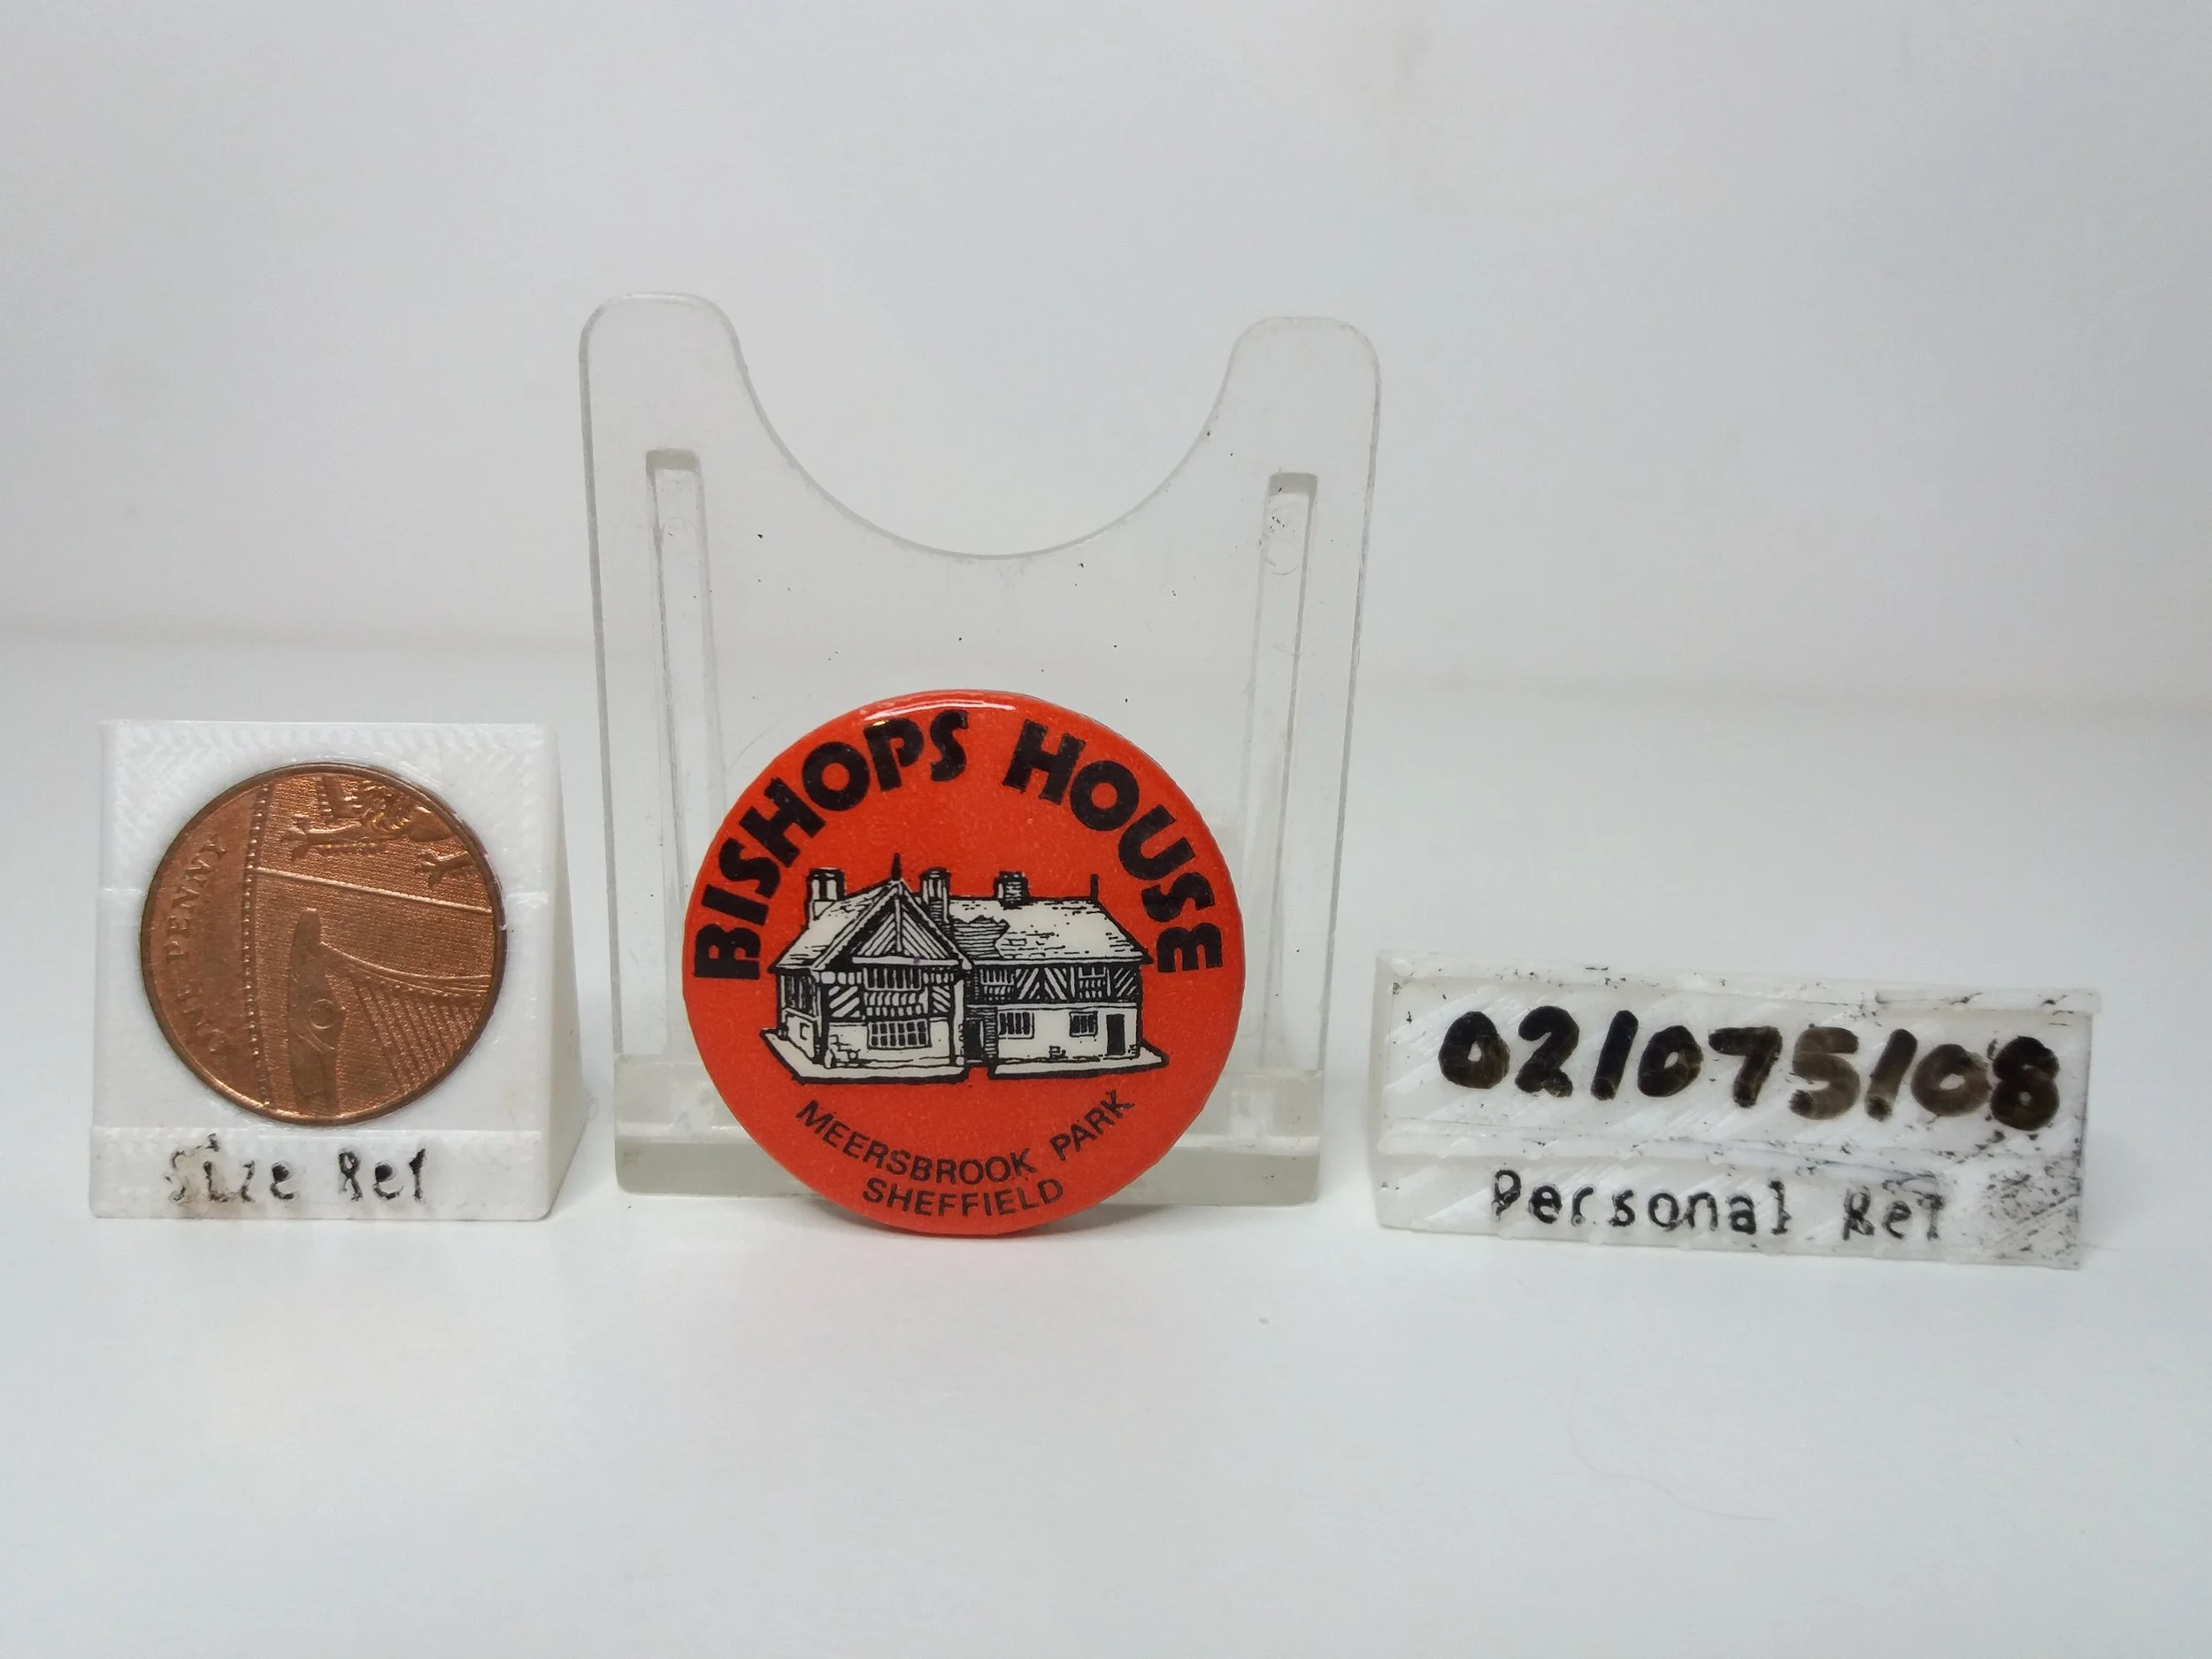 ONE PENNY
Size Ref
BISHOPS HOUSE
MEERSBROOK PARK
SHEFFIELD
02/075/08
Personal Ref